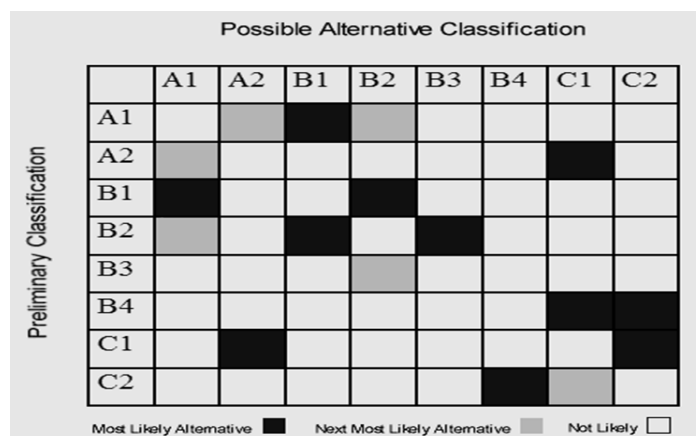 Possible Alternative Classification
A1 A2 B1 B2 B3 B4 C1 C2
Preliminary Classification
A1
A2
B1
B2
B3
B4
C1
C2
Most Likely Alternative Next Most Likely Alternative Not Likely